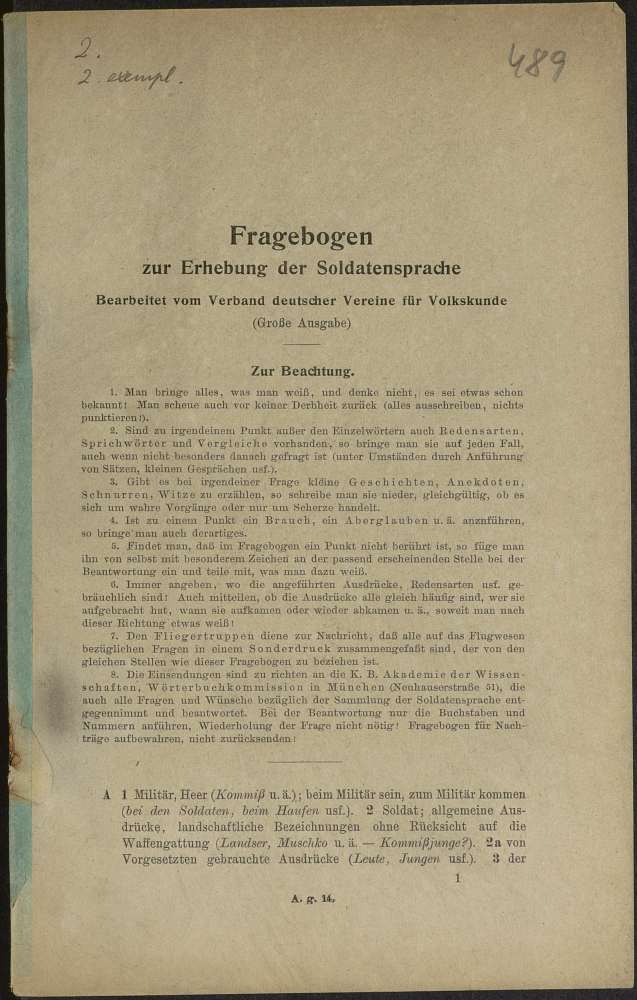 2.
2. exempl.
489
Fragebogen
zur Erhebung der Soldatensprache
Bearbeitet vom Verband deutscher Vereine für Volkskunde
(Große Ausgabe)
Zur Beachtung.
1. Man bringe alles, was man weiß, und denke nicht, es sei etwas schon
bekannt! Man scheue auch vor keiner Derbheit zurück (alles ausschreiben, nichts
punktieren!).
2. Sind zu irgendeinem Punkt außer den Einzelwörtern auch Redensarten,
Sprichwörter und Vergleiche vorhanden, so bringe man sie auf jeden Fall,
auch wenn nicht besonders danach gefragt ist (unter Umständen durch Anführung
von Sätzen, kleinen Gesprächen usf.).
3. Gibt es bei irgendeiner Frage kleine Geschichten, Anekdoten,
Schnurren, Witze zu erzählen, so schreibe man sie nieder, gleichgültig, ob es
sich um wahre Vorgänge oder nur um Scherze handelt.
4. Ist zu einem Punkt ein Brauch, ein Aberglauben u. ä. anznführen,
so bringe man auch derartiges.
5. Findet man, daß im Fragebogen ein Punkt nicht berührt ist, so füge man
ihn von selbst mit besonderem Zeichen an der passend erscheinenden Stelle bei der
Beantwortung ein und teile mit, was man dazu weiß.
6. Immer angeben, wo die angeführten Ausdrücke, Redensarten usf. ge-
bräuchlich sind! Auch mitteilen, ob die Ausdrücke alle gleich häufig sind, wer sie
aufgebracht hat, wann sie aufkamen oder wieder abkamen u. ä., soweit man nach
dieser Richtung etwas weiß!
7. Den Fliegertruppen diene zur Nachricht, daß alle auf das Flugwesen
bezüglichen Fragen in einem Sonderdruck zusammengefaßt sind, der von den
gleichen Stellen wie dieser Fragebogen zu beziehen ist.
8. Die Einsendungen sind zu richten an die K. B. Akademie der Wissen-
schaften, Wörterbuchkommission in München (Neuhauserstraße 51), die
auch alle Fragen und Wünsche bezüglich der Sammlung der Soldatensprache ent-
gegennimmt und beantwortet. Bei der Beantwortung nur die Buchstaben und
Nummern anführen, Wiederholung der Frage nicht nötig! Fragebogen für Nach-
träge aufbewahren, nicht zurücksenden!
A 1 Militär, Heer (Kommiß u. ä.); beim Militär sein, zum Militär kommen
(bei den Soldaten, beim Haufen usf.). 2 Soldat; allgemeine Aus-
drücke, landschaftliche Bezeichnungen ohne Rücksicht auf die
Waffengattung (Landser, Muschko u. ä. — Kommißjunge?). 2a von
Vorgesetzten gebrauchte Ausdrücke (Leute, Jungen usf.). 3 der
1
A. g. 14.